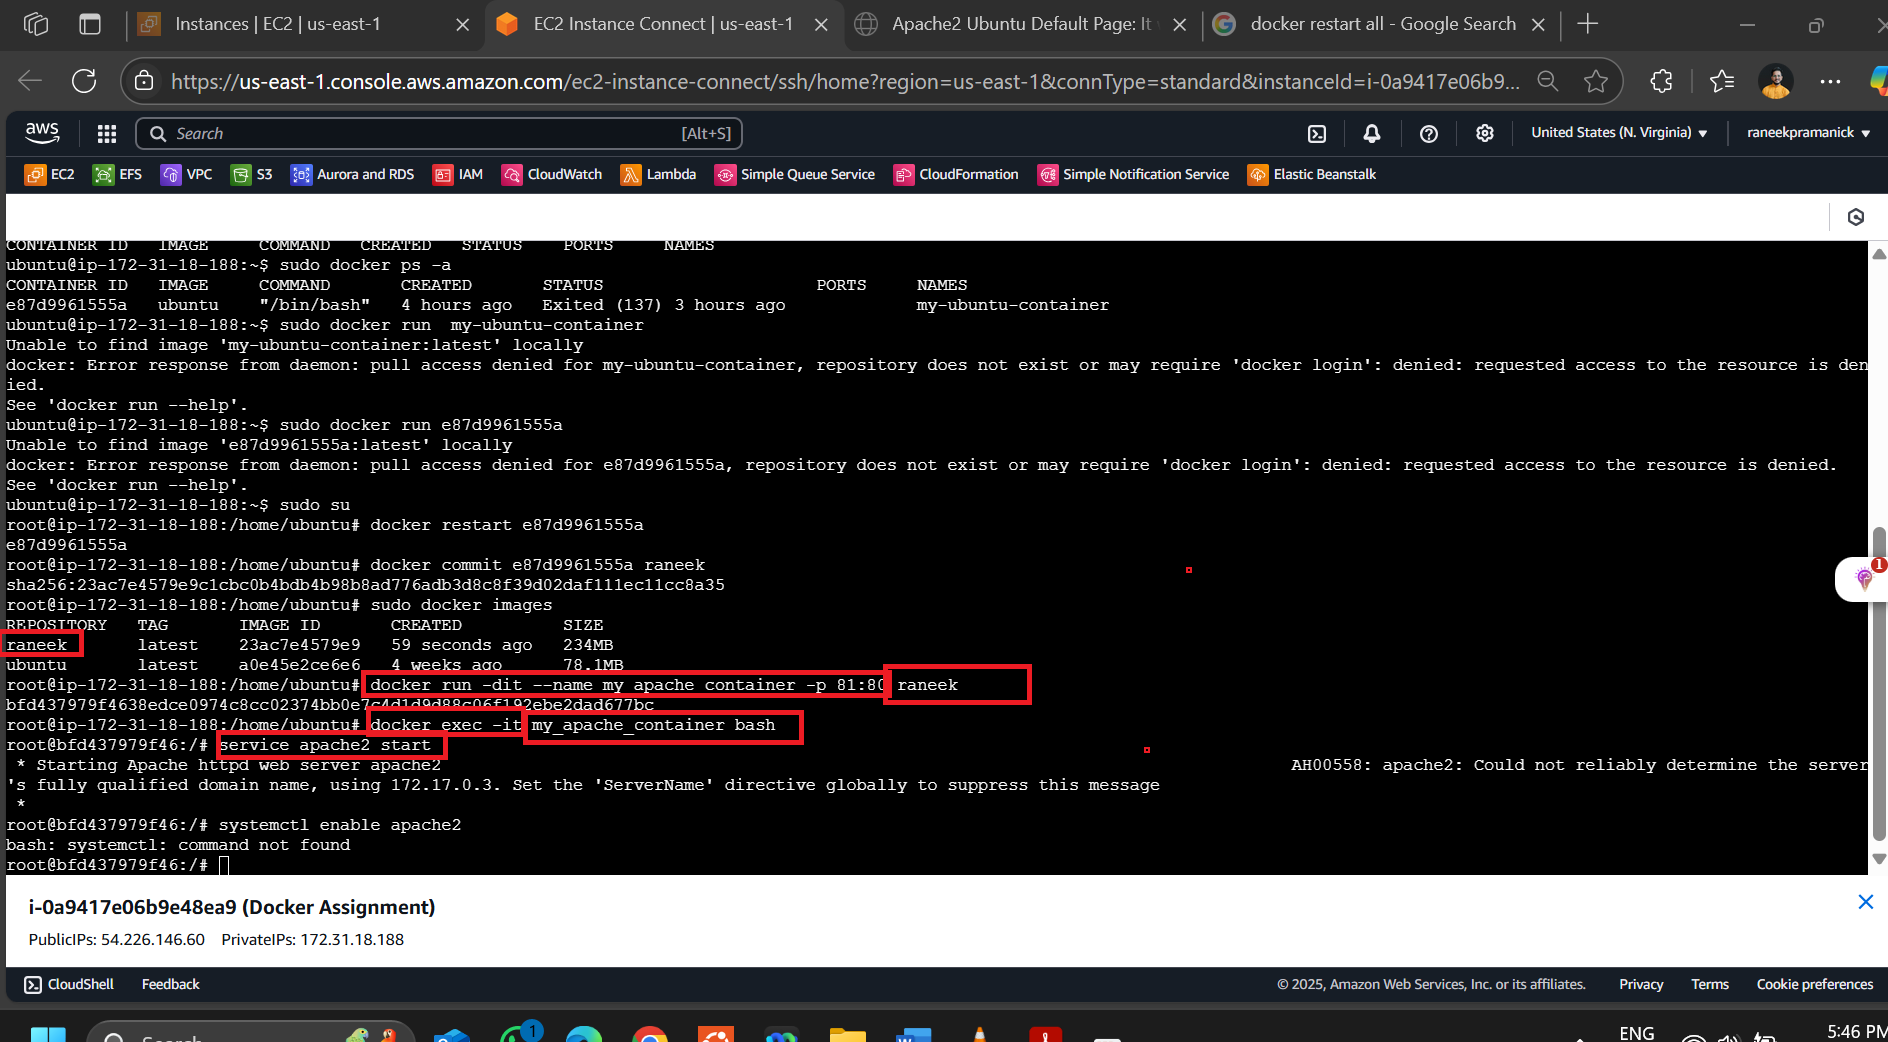 Instances | EC2 | us-east-1
EC2 Instance Connect | us-east-1
Apache2 Ubuntu Default Page: It
docker restart all - Google Search
https://us-east-1.console.aws.amazon.com/ec2-instance-connect/ssh/home?region=us-east-1&connType=standard&instanceId=i-0a9417e06b9...
aws
Search
[Alt+S]
United States (N. Virginia)
raneekpramanick
EC2
EFS
VPC
S3
Aurora and RDS
IAM
CloudWatch
Lambda
Simple Queue Service
CloudFormation
Simple Notification Service
Elastic Beanstalk
CONTAINER ID   IMAGE     COMMAND   CREATED   STATUS    PORTS     NAMES
ubuntu@ip-172-31-18-188:~$ sudo docker ps -a
CONTAINER ID   IMAGE     COMMAND       CREATED       STATUS                     PORTS     NAMES
e87d9961555a   ubuntu    "/bin/bash"   4 hours ago   Exited (137) 3 hours ago             my-ubuntu-container
ubuntu@ip-172-31-18-188:~$ sudo docker run  my-ubuntu-container
Unable to find image 'my-ubuntu-container:latest' locally
docker: Error response from daemon: pull access denied for my-ubuntu-container, repository does not exist or may require 'docker login': denied: requested access to the resource is den
ied.
See 'docker run --help'.
ubuntu@ip-172-31-18-188:~$ sudo docker run e87d9961555a
Unable to find image 'e87d9961555a:latest' locally
docker: Error response from daemon: pull access denied for e87d9961555a, repository does not exist or may require 'docker login': denied: requested access to the resource is denied.
See 'docker run --help'.
ubuntu@ip-172-31-18-188:~$ sudo su
root@ip-172-31-18-188:/home/ubuntu# docker restart e87d9961555a
e87d9961555a
root@ip-172-31-18-188:/home/ubuntu# docker commit e87d9961555a raneek
sha256:23ac7e4579e9c1cbc0b4bdb4b98b8ad776adb3d8c8f39d02daf111ec11cc8a35
root@ip-172-31-18-188:/home/ubuntu# sudo docker images
REPOSITORY   TAG       IMAGE ID       CREATED          SIZE
raneek       latest    23ac7e4579e9   59 seconds ago   234MB
ubuntu       latest    a0e45e2ce6e6   4 weeks ago      78.1MB
root@ip-172-31-18-188:/home/ubuntu# docker run -dit --name my_apache_container -p 81:80 raneek
bfd437979f4638edce0974c8cc02374bb0e7c4d1d9d88c06f192ebe2dad677bc
root@ip-172-31-18-188:/home/ubuntu# docker exec -it my_apache_container bash
root@bfd437979f46:/# service apache2 start
 * Starting Apache httpd web server apache2     AH00558: apache2: Could not reliably determine the server
's fully qualified domain name, using 172.17.0.3. Set the 'ServerName' directive globally to suppress this message
 *
root@bfd437979f46:/# systemctl enable apache2
bash: systemctl: command not found
root@bfd437979f46:/#
1
i-0a9417e06b9e48ea9 (Docker Assignment)
PublicIPs: 54.226.146.60    PrivateIPs: 172.31.18.188
CloudShell
Feedback
© 2025, Amazon Web Services, Inc. or its affiliates.
Privacy
Terms
Cookie preferences
Search
1
ENG
5:46 PM